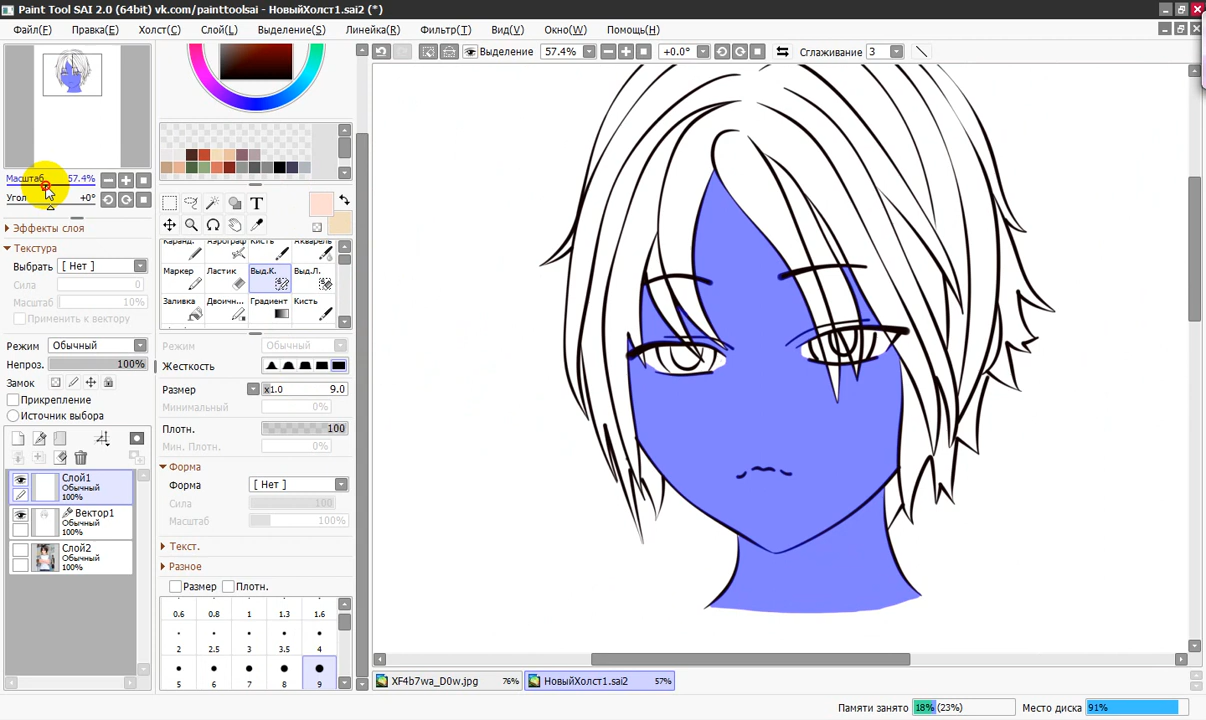 Paint Tool SAI 2.0 (64bit) vk.com/painttoolsai - НовыйХолст1.sai2 (*)
Файл(F) Правка(E) Холст(C) Слой(L) Выделение(S) Линейка(R) Фильтр(T) Окно(W) Вид(V) Помощь(H)
Выделение 57.4% +0.0° Сглаживание 3
Масштаб 57.4%
Угол +0°
Эффекты слоя
Текстура
Выбрать [ Нет ]
Сила 0
Масштаб 10%
Применить к вектору
Режим Обычный
Непроз. 100%
Замок
Прикрепление
Источник выбора
Слой1
Обычный
100%
Вектор1
Обычный
100%
Слой2
Обычный
100%
T
Каранд. Аэрограф Кисть Акварель
Маркер Ластик Выд.К. Выд.Л.
Заливка Двоичн... Градиент Кисть
Обычный
Жесткость
Размер x1.0 9.0
Минимальный 0%
Плотн. 100
Мин. Плотн. 0%
Форма
Форма [ Нет ]
Сила 100
Масштаб 100%
Текст.
Разное
Размер Плотн.
0.6 0.8 1 1.3 1.6
2 2.5 3 3.5 4
5 6 7 8 9
XF4b7wa_D0w.jpg 76% НовыйХолст1.sai2 57%
Памяти занято 18% (23%) Место диска 91%